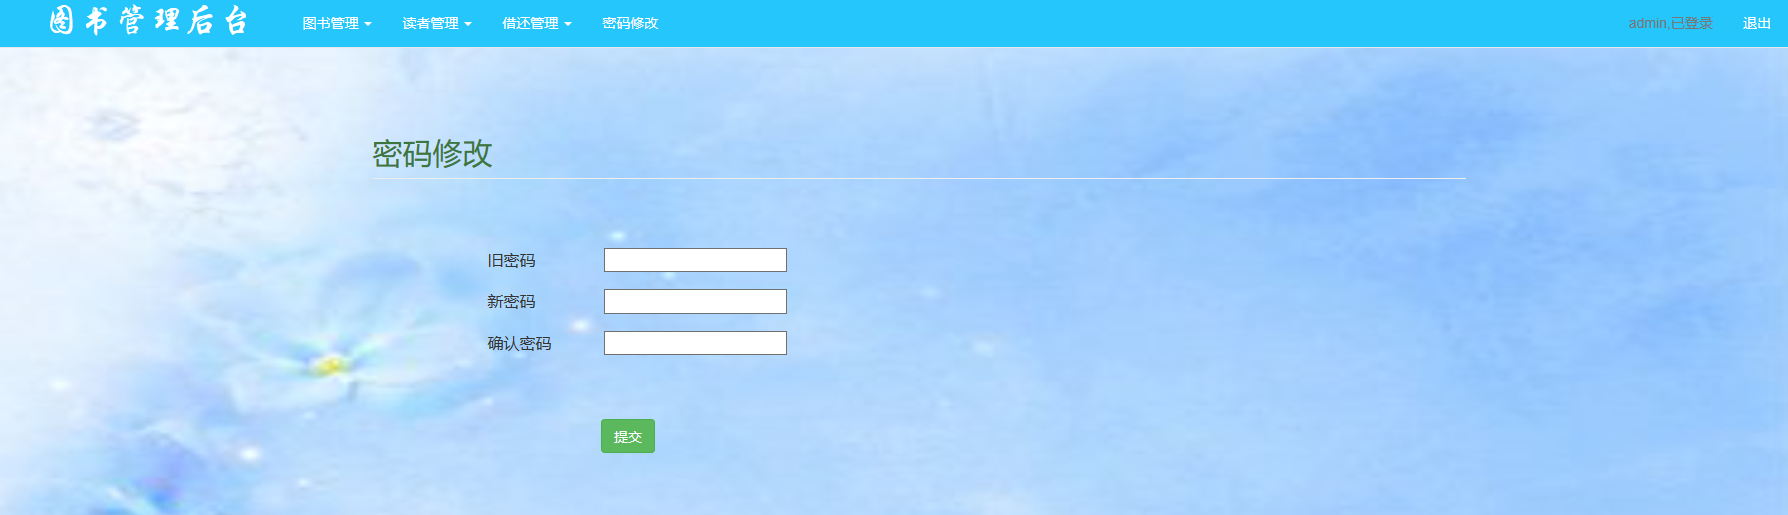 图书管理后台 图书管理 读者管理 借还管理 密码修改 admin,已登录 退出
密码修改
旧密码
新密码
确认密码
提交